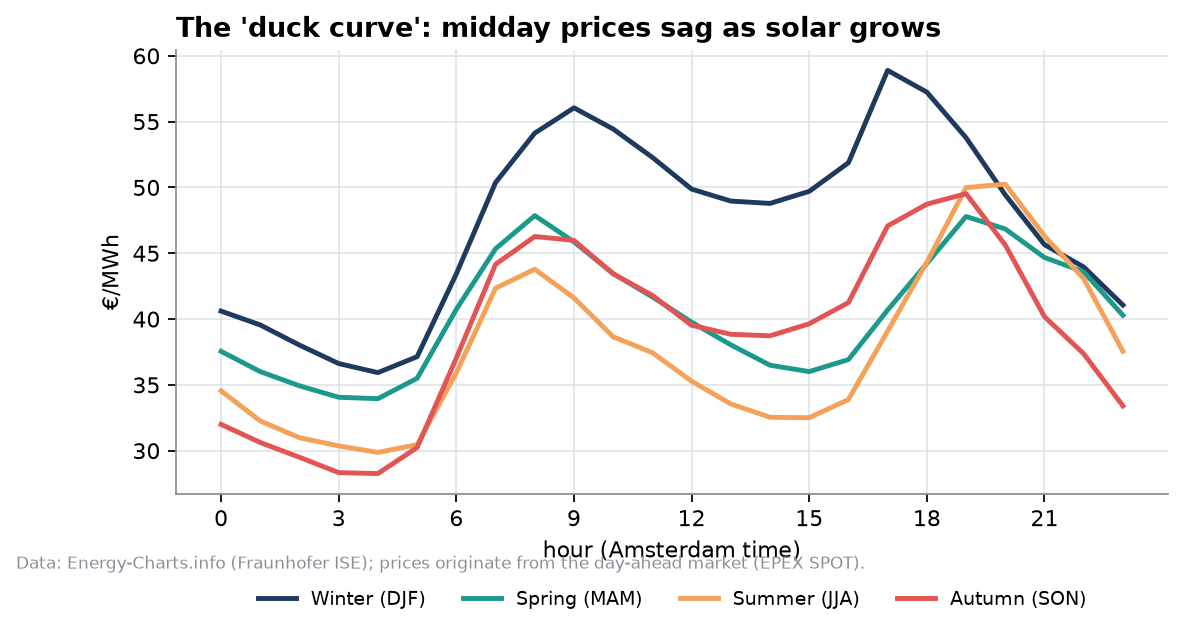 The 'duck curve': midday prices sag as solar grows
60
55
50
45
40
35
30
€/MWh
0 3 6 9 12 15 18 21
hour (Amsterdam time)
Data: Energy-Charts.info (Fraunhofer ISE); prices originate from the day-ahead market (EPEX SPOT).
Winter (DJF) Spring (MAM) Summer (JJA) Autumn (SON)